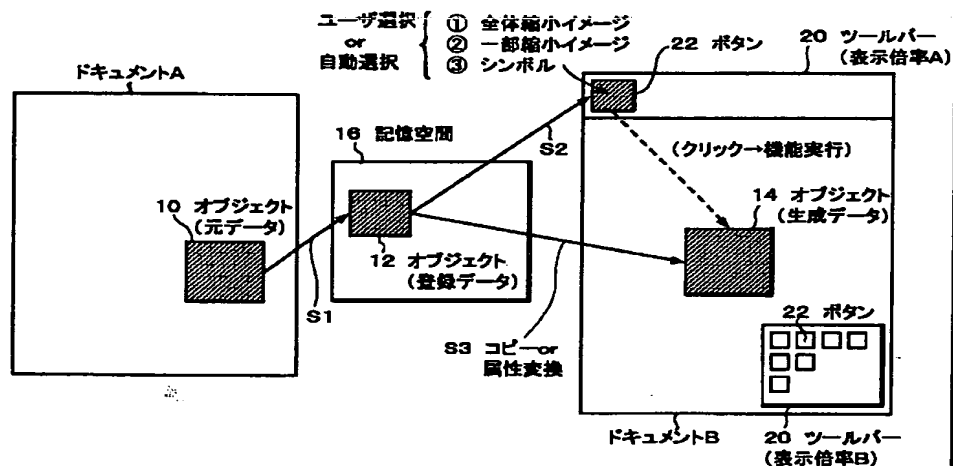 ユーザ選択
or
自動選択
① 全体縮小イメージ
② 一部縮小イメージ
③ シンボル
22 ボタン
20 ツールバー
(表示倍率A)
ドキュメントA
16 記憶空間
S2
(クリック→機能実行)
10 オブジェクト
(元データ)
14 オブジェクト
(生成データ)
12 オブジェクト
(登録データ)
S1
S3 コピーor
属性変換
22 ボタン
ドキュメントB
20 ツールバー
(表示倍率B)